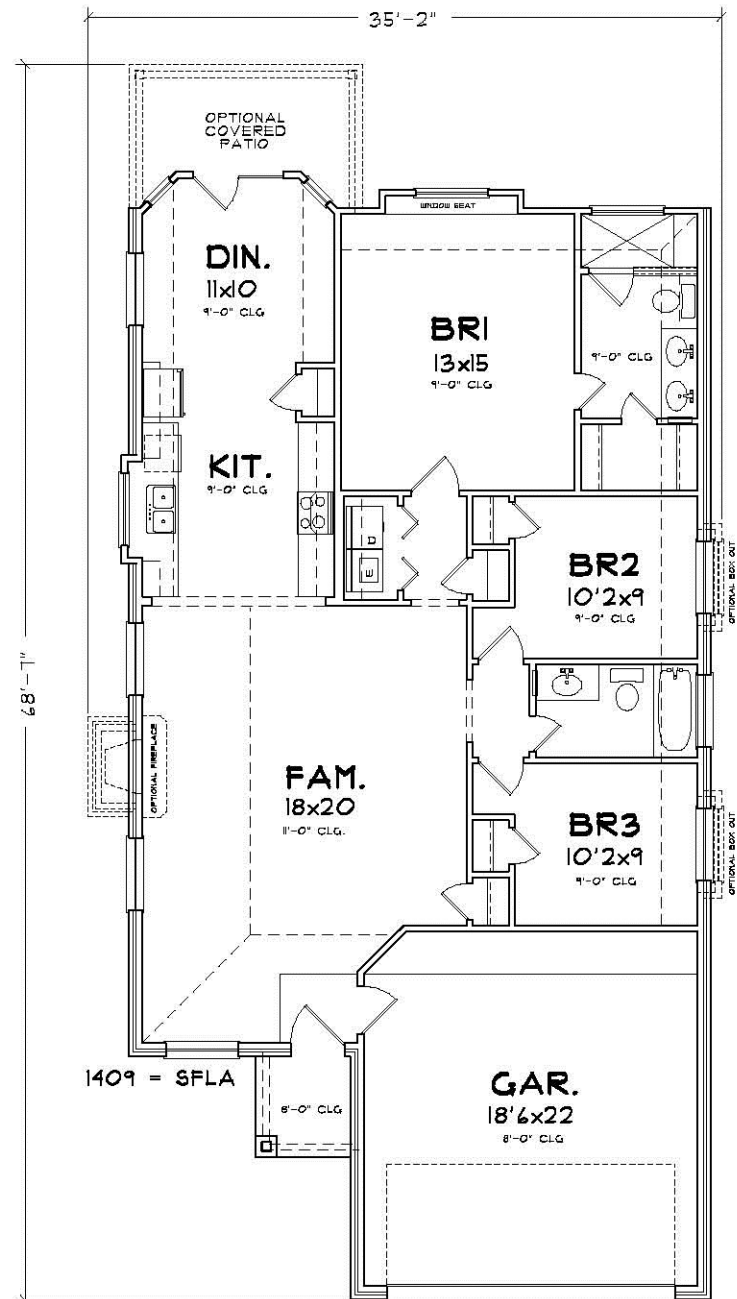 35'-2"
OPTIONAL
COVERED
PATIO
WINDOW SEAT
DIN.
11x10
9'-0" CLG
BR1
13x15
9'-0" CLG
9'-0" CLG
KIT.
9'-0" CLG
D
BR2
10'2x9
9'-0" CLG
OPTIONAL BOX OUT
68'-7"
OPTIONAL FIREPLACE
FAM.
18x20
11'-0" CLG.
BR3
10'2x9
9'-0" CLG
OPTIONAL BOX OUT
1409 = SFLA
8'-0" CLG
GAR.
18'6x22
8'-0" CLG